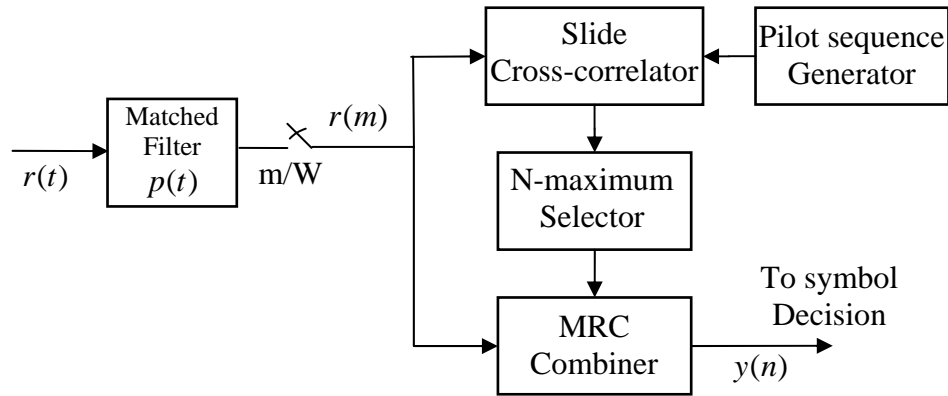 Slide
Cross-correlator
Pilot sequence
Generator
Matched
Filter
p(t)
r(t)
m/W
r(m)
N-maximum
Selector
MRC
Combiner
To symbol
Decision
y(n)